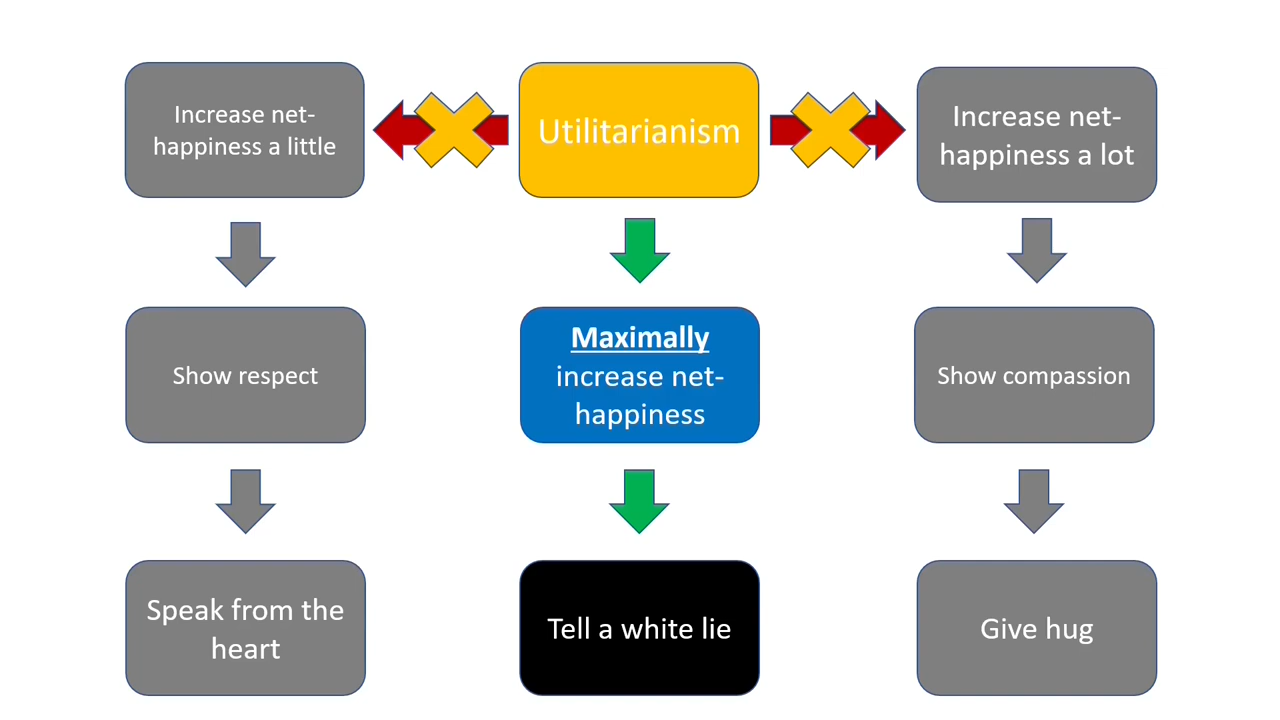 Increase net-
happiness a little
Utilitarianism
Increase net-
happiness a lot
Show respect
Maximally
increase net-
happiness
Show compassion
Speak from the
heart
Tell a white lie
Give hug